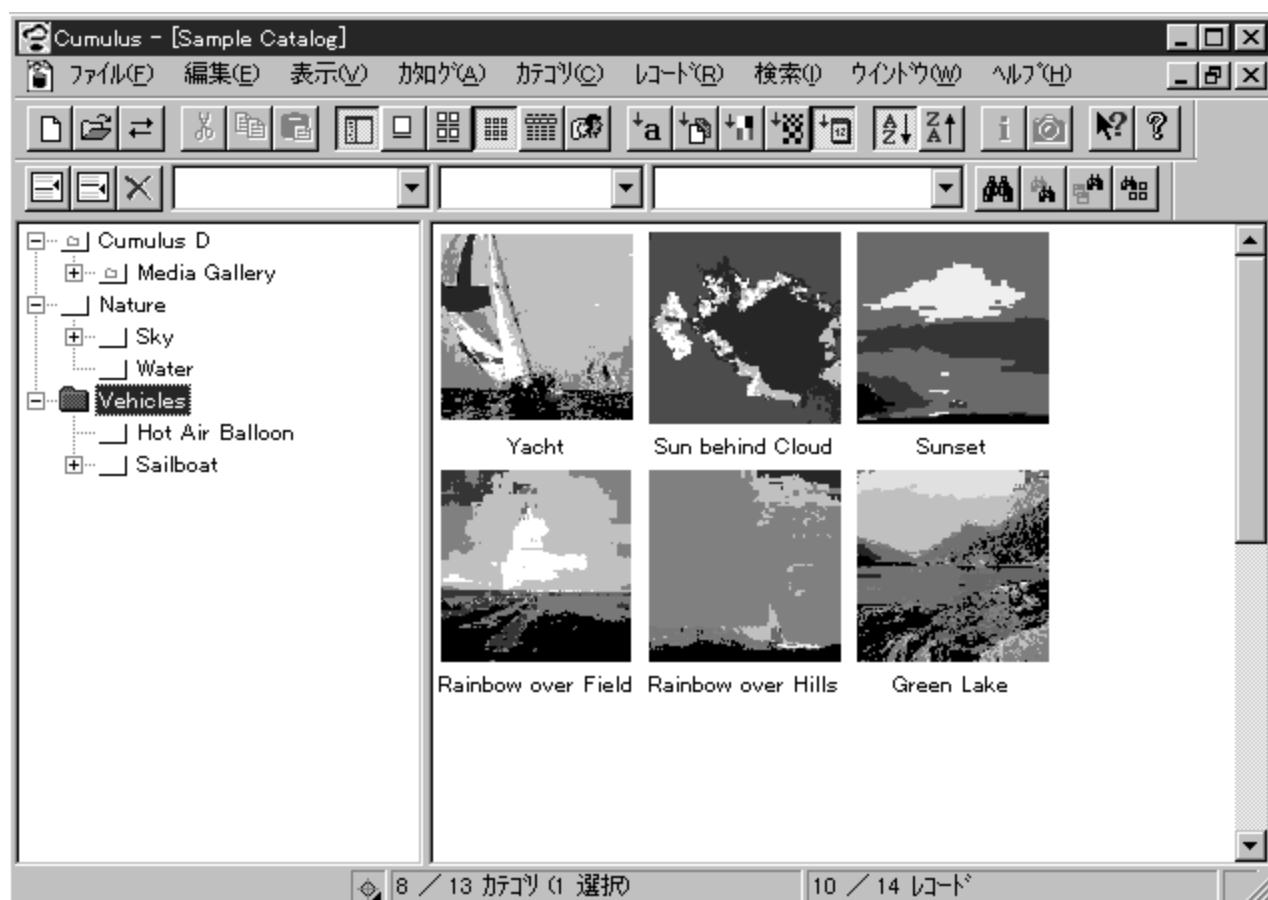 Cumulus - [Sample Catalog]
ﾌｧｲﾙ(F) 編集(E) 表示(V) ｶﾀﾛｸﾞ(A) ｶﾃｺﾞﾘ(C) ﾚｺｰﾄﾞ(R) 検索(I) ｳｲﾝﾄﾞｳ(W) ﾍﾙﾌﾟ(H)
Cumulus D
Media Gallery
Nature
Sky
Water
Vehicles
Hot Air Balloon
Sailboat
Yacht
Sun behind Cloud
Sunset
Rainbow over Field
Rainbow over Hills
Green Lake
8 ／ 13 ｶﾃｺﾞﾘ (1 選択)
10 ／ 14 ﾚｺｰﾄﾞ